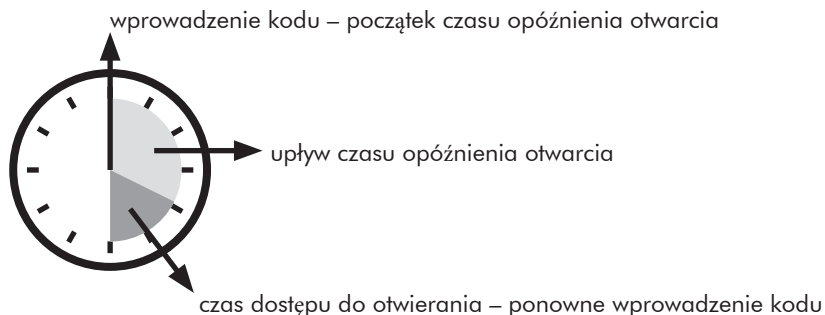 wprowadzenie kodu – początek czasu opóźnienia otwarcia
upływ czasu opóźnienia otwarcia
czas dostępu do otwierania – ponowne wprowadzenie kodu